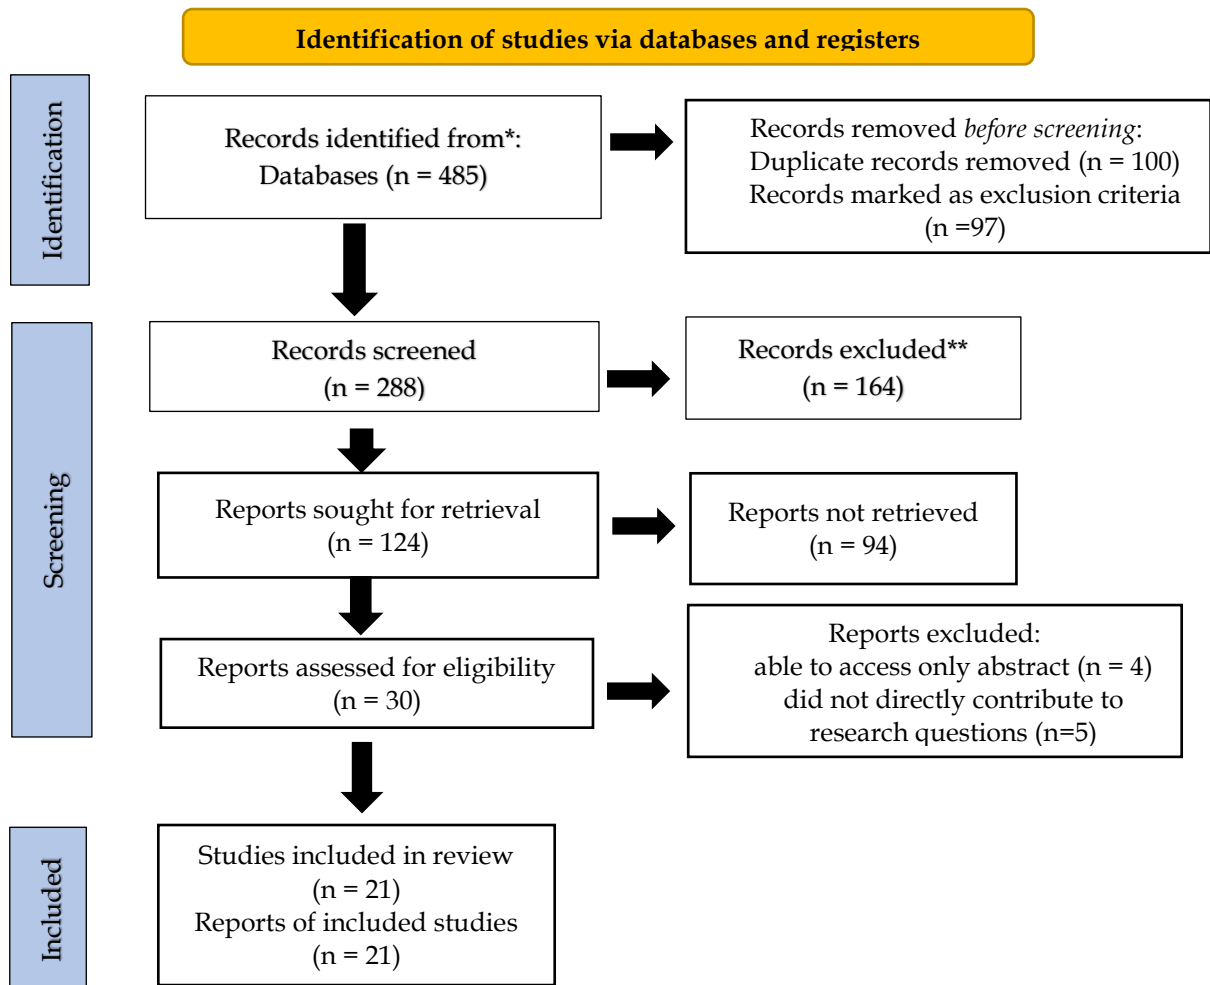 Identification of studies via databases and registers
Identification
Records identified from*:
Databases (n = 485)
Records removed before screening:
Duplicate records removed (n = 100)
Records marked as exclusion criteria
(n =97)
Screening
Records screened
(n = 288)
Records excluded**
(n = 164)
Reports sought for retrieval
(n = 124)
Reports not retrieved
(n = 94)
Reports assessed for eligibility
(n = 30)
Reports excluded:
able to access only abstract (n = 4)
did not directly contribute to
research questions (n=5)
Included
Studies included in review
(n = 21)
Reports of included studies
(n = 21)